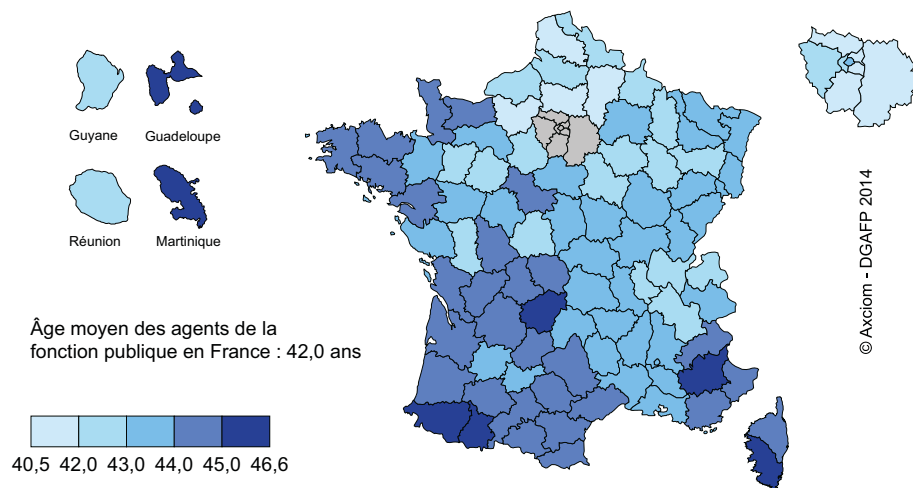 Guyane
Guadeloupe
Réunion
Martinique
Âge moyen des agents de la
fonction publique en France : 42,0 ans
40,5 42,0 43,0 44,0 45,0 46,6
© Axciom - DGAFP 2014